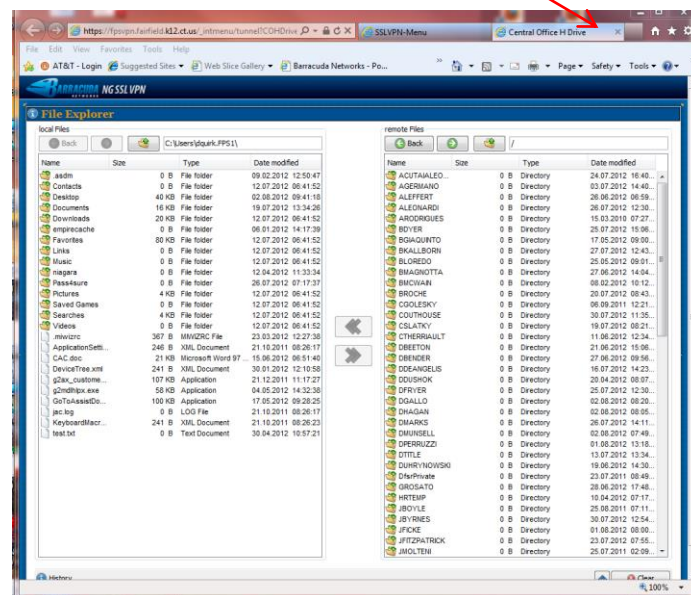 https://fpsvpn.fairfield.k12.ct.us/_intmenu/tunnel?COHDrive
SSLVPN-Menu
Central Office H Drive
File Edit View Favorites Tools Help
AT&T - Login Suggested Sites Web Slice Gallery Barracuda Networks - Po... Page Safety Tools
BARRACUDA NETWORKS NG SSL VPN
File Explorer
local Files
Back C:\Users\dquirk.FPS1\
Name Size Type Date modified
.asdm 0 B File folder 09.02.2012 12:50:47
Contacts 0 B File folder 12.07.2012 06:41:52
Desktop 40 KB File folder 02.08.2012 09:41:18
Documents 16 KB File folder 19.07.2012 13:34:26
Downloads 20 KB File folder 12.07.2012 06:41:52
empirecache 0 B File folder 06.01.2012 14:17:39
Favorites 80 KB File folder 12.07.2012 06:41:52
Links 0 B File folder 12.07.2012 06:41:52
Music 0 B File folder 12.07.2012 06:41:52
niagara 0 B File folder 12.04.2012 11:33:34
Pass4sure 0 B File folder 26.07.2012 07:17:37
Pictures 4 KB File folder 12.07.2012 06:41:52
Saved Games 0 B File folder 12.07.2012 06:41:52
Searches 4 KB File folder 12.07.2012 06:41:52
Videos 0 B File folder 12.07.2012 06:41:52
.miwizrc 367 B MIWIZRC File 23.03.2012 12:27:38
ApplicationSetti... 246 B XML Document 21.10.2011 08:26:17
CAC.doc 21 KB Microsoft Word 97 ... 15.06.2012 06:51:40
DeviceTree.xml 241 B XML Document 30.01.2012 12:10:58
g2ax_custome... 107 KB Application 21.12.2011 11:17:27
g2mdlhlpx.exe 58 KB Application 04.05.2012 14:32:38
GoToAssistDo... 100 KB Application 17.05.2012 09:28:25
jac.log 0 B LOG File 21.10.2011 08:26:17
KeyboardMacr... 241 B XML Document 21.10.2011 08:26:23
test.txt 0 B Text Document 30.04.2012 10:57:21
remote Files
Back /
Name Size Type Date modified
ACUTAIALEO... 0 B Directory 24.07.2012 16:40...
AGERMANO 0 B Directory 03.07.2012 14:40...
ALEFFERT 0 B Directory 26.06.2012 06:59...
ALEONARDI 0 B Directory 26.07.2012 12:30...
ARODRIGUES 0 B Directory 15.03.2010 07:27...
BDYER 0 B Directory 25.07.2012 15:06...
BGIAQUINTO 0 B Directory 17.05.2012 09:00...
BKALLBORN 0 B Directory 27.07.2012 12:43...
BLOREDO 0 B Directory 25.05.2012 09:01...
BMAGNOTTA 0 B Directory 27.06.2012 14:04...
BMCWAIN 0 B Directory 08.02.2012 10:12...
BROCHE 0 B Directory 20.07.2012 08:43...
CGOOLESKY 0 B Directory 06.09.2011 12:21...
COUTHOUSE 0 B Directory 30.07.2012 11:35...
CSLATKY 0 B Directory 19.07.2012 08:21...
CTHERRIAULT 0 B Directory 11.06.2012 12:34...
DBEETON 0 B Directory 21.06.2012 15:06...
DBENDER 0 B Directory 27.06.2012 09:56...
DDEANGELIS 0 B Directory 16.07.2012 14:23...
DDUSHOK 0 B Directory 20.04.2012 08:07...
DFRYER 0 B Directory 25.07.2012 12:30...
DGALLO 0 B Directory 02.08.2012 08:20...
DHAGAN 0 B Directory 02.08.2012 08:05...
DMARKS 0 B Directory 26.07.2012 14:11...
DMUNSELL 0 B Directory 02.08.2012 07:49...
DPERRUZZI 0 B Directory 01.08.2012 13:18...
DTITLE 0 B Directory 13.07.2012 13:34...
DUHRYNOWSKI 0 B Directory 19.06.2012 14:30...
DfsrPrivate 0 B Directory 23.07.2011 08:49...
GROSATO 0 B Directory 28.06.2012 17:48...
HRTEMP 0 B Directory 10.04.2012 07:17...
JBOYLE 0 B Directory 25.08.2011 07:11...
JBYRNES 0 B Directory 30.07.2012 12:54...
JFICKE 0 B Directory 01.08.2012 08:00...
JFITZPATRICK 0 B Directory 23.07.2012 07:55...
JMOLTENI 0 B Directory 25.07.2011 02:09...
History Clear
100%